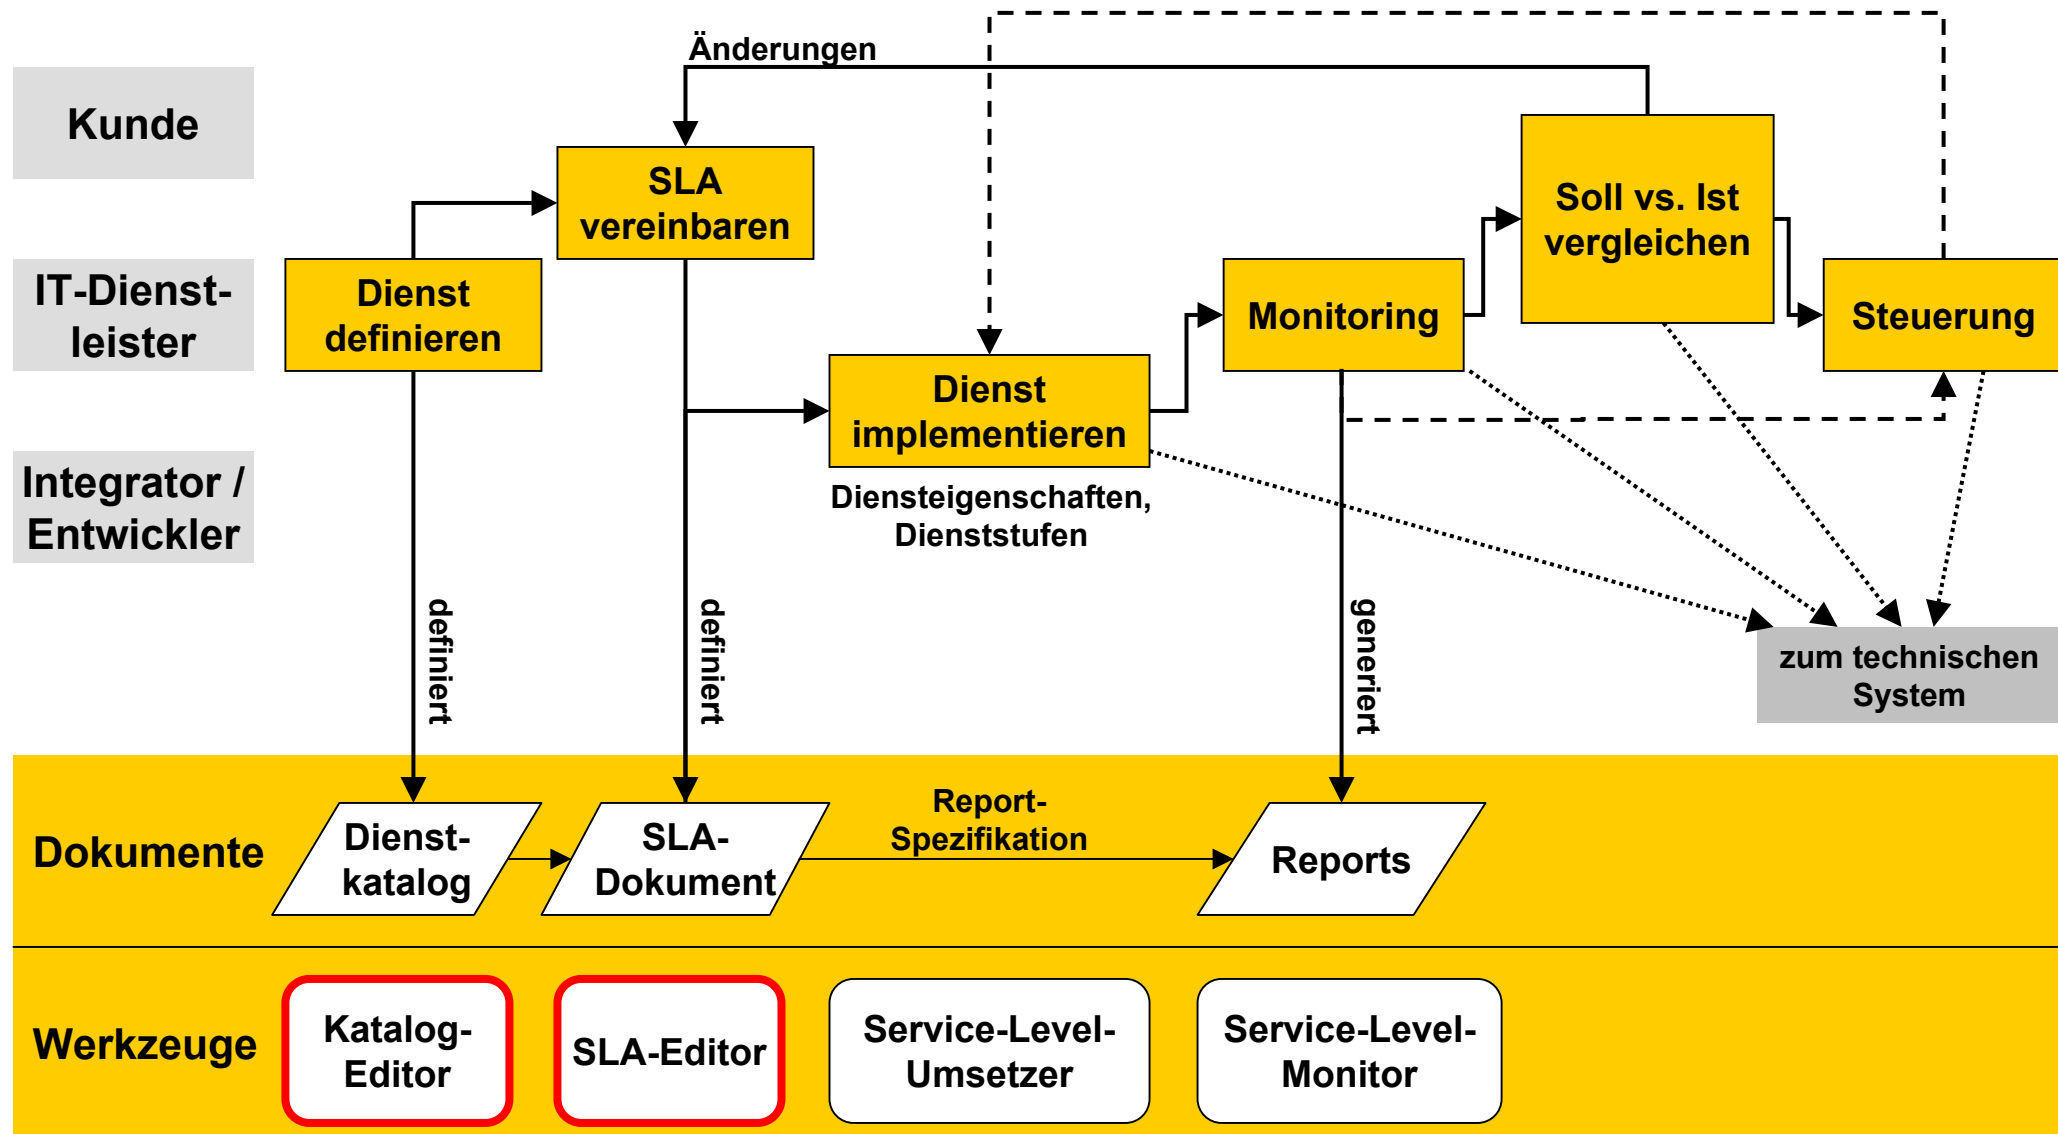 Änderungen
Kunde
SLA
vereinbaren
Soll vs. Ist
vergleichen
IT-Dienst-
leister
Dienst
definieren
Monitoring
Steuerung
Dienst
implementieren
Integrator /
Entwickler
Diensteigenschaften,
Dienststufen
definiert
definiert
generiert
zum technischen
System
Dokumente
Dienst-
katalog
SLA-
Dokument
Report-
Spezifikation
Reports
Werkzeuge
Katalog-
Editor
SLA-Editor
Service-Level-
Umsetzer
Service-Level-
Monitor